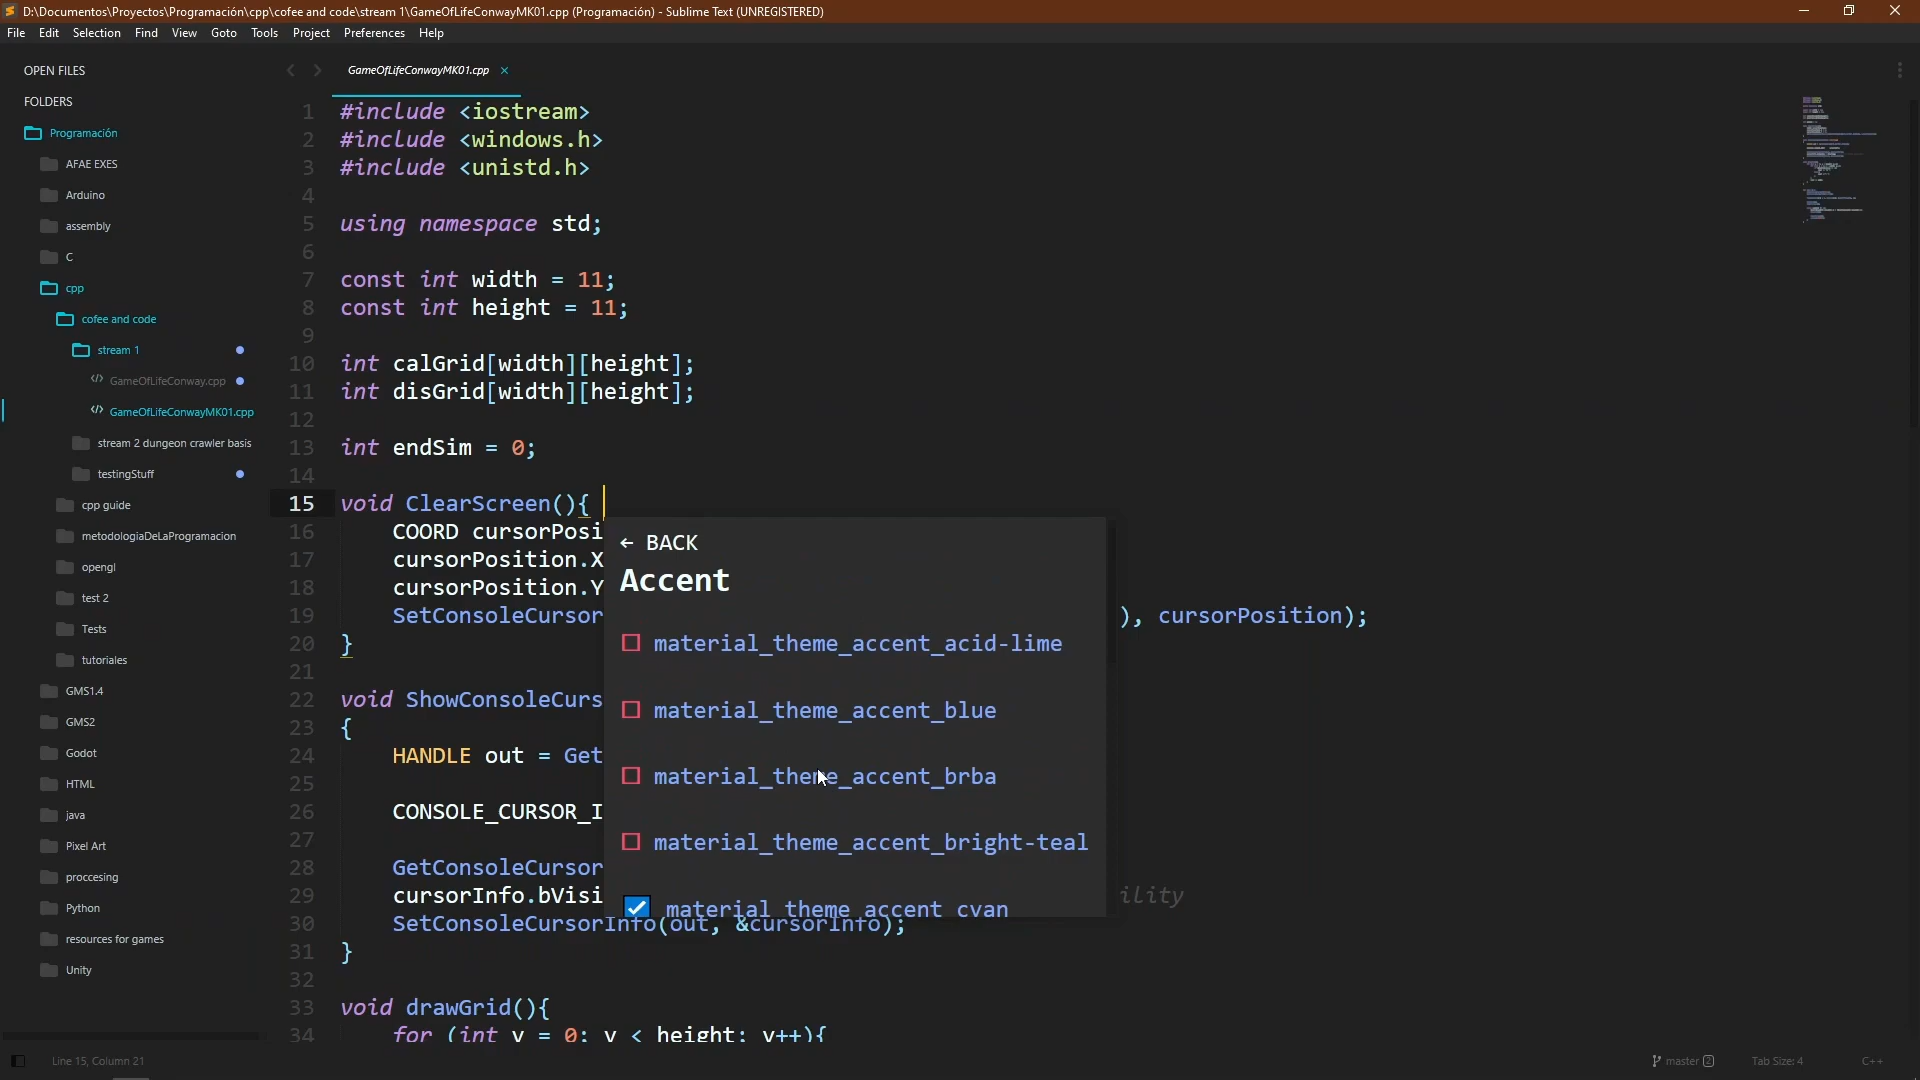 D:\Documentos\Proyectos\Programación\cpp\cofee and code\stream 1\GameOfLifeConwayMK01.cpp (Programación) - Sublime Text (UNREGISTERED)
File Edit Selection Find View Goto Tools Project Preferences Help
OPEN FILES
FOLDERS
Programación
AFAE EXES
Arduino
assembly
C
cpp
cofee and code
stream 1
GameOfLifeConway.cpp
GameOfLifeConwayMK01.cpp
stream 2 dungeon crawler basis
testingStuff
cpp guide
metodologiaDeLaProgramacion
opengl
test 2
Tests
tutoriales
GMS1.4
GMS2
Godot
HTML
java
Pixel Art
proccesing
Python
resources for games
Unity
GameOfLifeConwayMK01.cpp
1 #include <iostream>
2 #include <windows.h>
3 #include <unistd.h>
4
5 using namespace std;
6
7 const int width = 11;
8 const int height = 11;
9
10 int calGrid[width][height];
11 int disGrid[width][height];
12
13 int endSim = 0;
14
15 void ClearScreen(){
16 COORD cursorPosi
17 cursorPosition.X
18 cursorPosition.Y
19 SetConsoleCursor ), cursorPosition);
20 }
21
22 void ShowConsoleCurs
23 {
24 HANDLE out = Get
25
26 CONSOLE_CURSOR_I
27
28 GetConsoleCursor
29 cursorInfo.bVisi ility
30 SetConsoleCursorInfo(out, &cursorInfo);
31 }
32
33 void drawGrid(){
34 for (int y = 0; y < height; y++){
← BACK
Accent
material_theme_accent_acid-lime
material_theme_accent_blue
material_theme_accent_brba
material_theme_accent_bright-teal
material_theme_accent_cyan
Line 15, Column 21
master 2
Tab Size: 4
C++